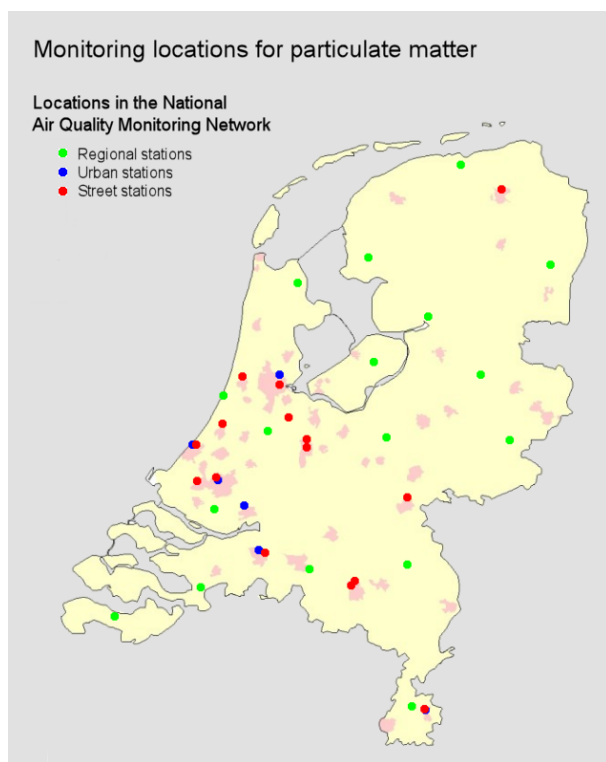 Monitoring locations for particulate matter
Locations in the National
Air Quality Monitoring Network
Regional stations
Urban stations
Street stations